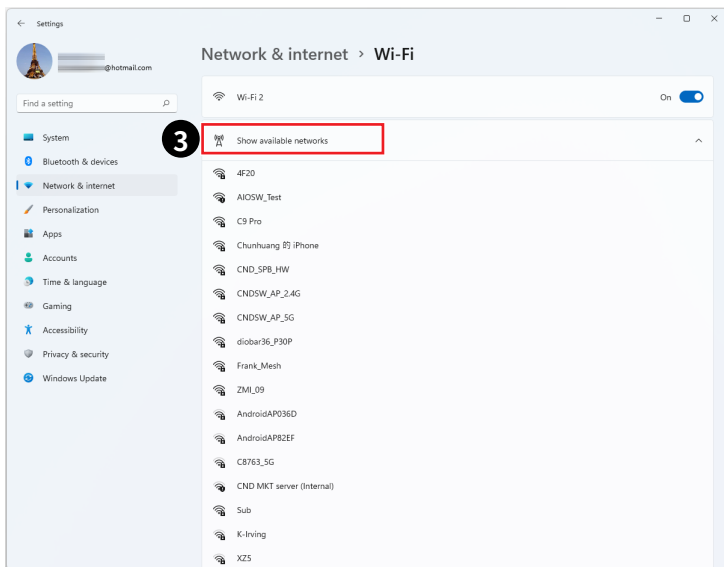 Settings
@hotmail.com
Find a setting
System
Bluetooth & devices
Network & internet
Personalization
Apps
Accounts
Time & language
Gaming
Accessibility
Privacy & security
Windows Update
Network & internet > Wi-Fi
Wi-Fi 2
On
3
Show available networks
4F20
AIOSW_Test
C9 Pro
Chunhuang 的 iPhone
CND_SPB_HW
CNDSW_AP_2.4G
CNDSW_AP_5G
diobar36_P30P
Frank_Mesh
ZMI_09
AndroidAP036D
AndroidAP82EF
C8763_5G
CND MKT server (Internal)
Sub
K-Irving
XZS